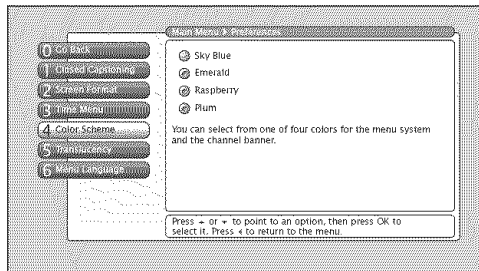 Main Menu ▸ Preferences
0 Go Back
1 Closed Captioning
2 Screen Format
3 Tune Menu
4 Color Scheme
5 Translucency
6 Menu Language
Sky Blue
Emerald
Raspberry
Plum
You can select from one of four colors for the menu system
and the channel banner.
Press ▴ or ▾ to point to an option, then press OK to
select it. Press ◂ to return to the menu.